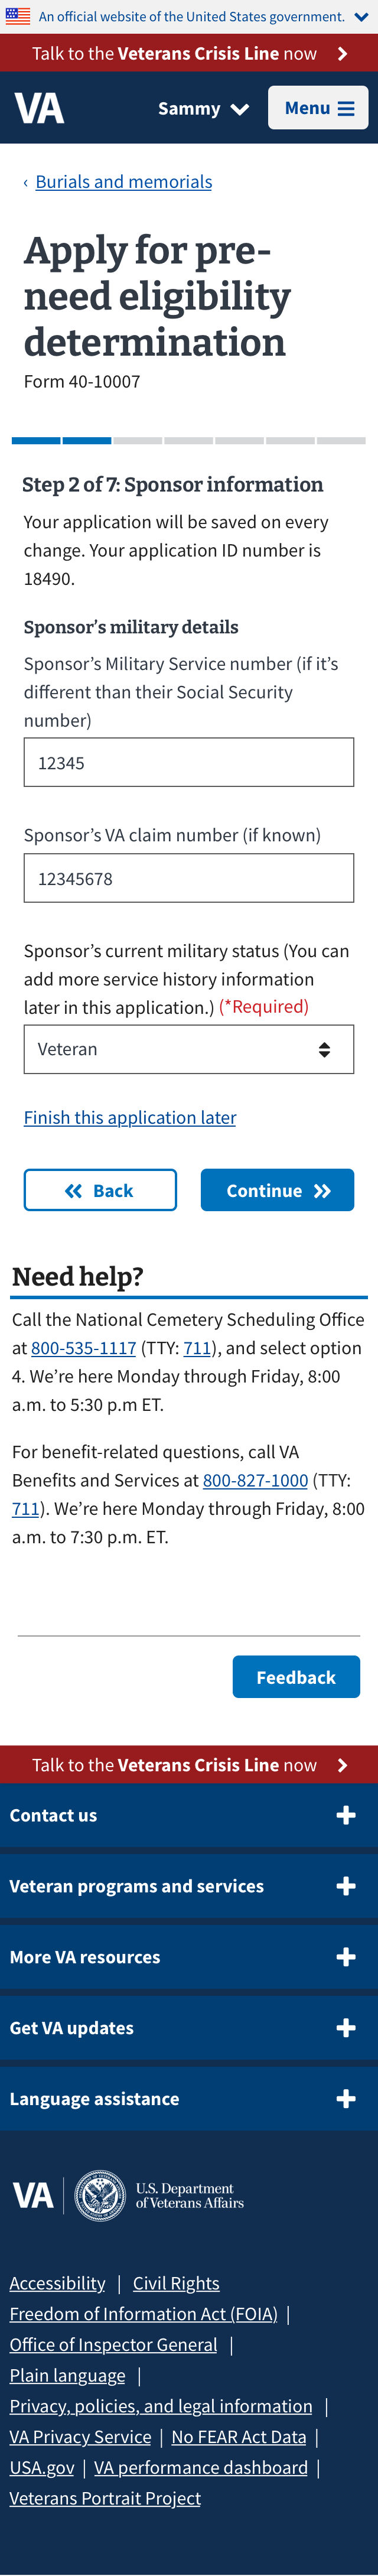 An official website of the United States government.
Talk to the Veterans Crisis Line now
VA
Sammy
Menu
‹ Burials and memorials
Apply for pre-
need eligibility
determination
Form 40-10007
Step 2 of 7: Sponsor information
Your application will be saved on every
change. Your application ID number is
18490.
Sponsor’s military details
Sponsor’s Military Service number (if it’s
different than their Social Security
number)
12345
Sponsor’s VA claim number (if known)
12345678
Sponsor’s current military status (You can
add more service history information
later in this application.) (*Required)
Veteran
Finish this application later
Back
Continue
Need help?
Call the National Cemetery Scheduling Office
at 800-535-1117 (TTY: 711), and select option
4. We’re here Monday through Friday, 8:00
a.m. to 5:30 p.m ET.
For benefit-related questions, call VA
Benefits and Services at 800-827-1000 (TTY:
711). We’re here Monday through Friday, 8:00
a.m. to 7:30 p.m. ET.
Feedback
Talk to the Veterans Crisis Line now
Contact us
Veteran programs and services
More VA resources
Get VA updates
Language assistance
VA
U.S. Department
of Veterans Affairs
Accessibility | Civil Rights
Freedom of Information Act (FOIA) |
Office of Inspector General |
Plain language |
Privacy, policies, and legal information |
VA Privacy Service | No FEAR Act Data |
USA.gov | VA performance dashboard |
Veterans Portrait Project